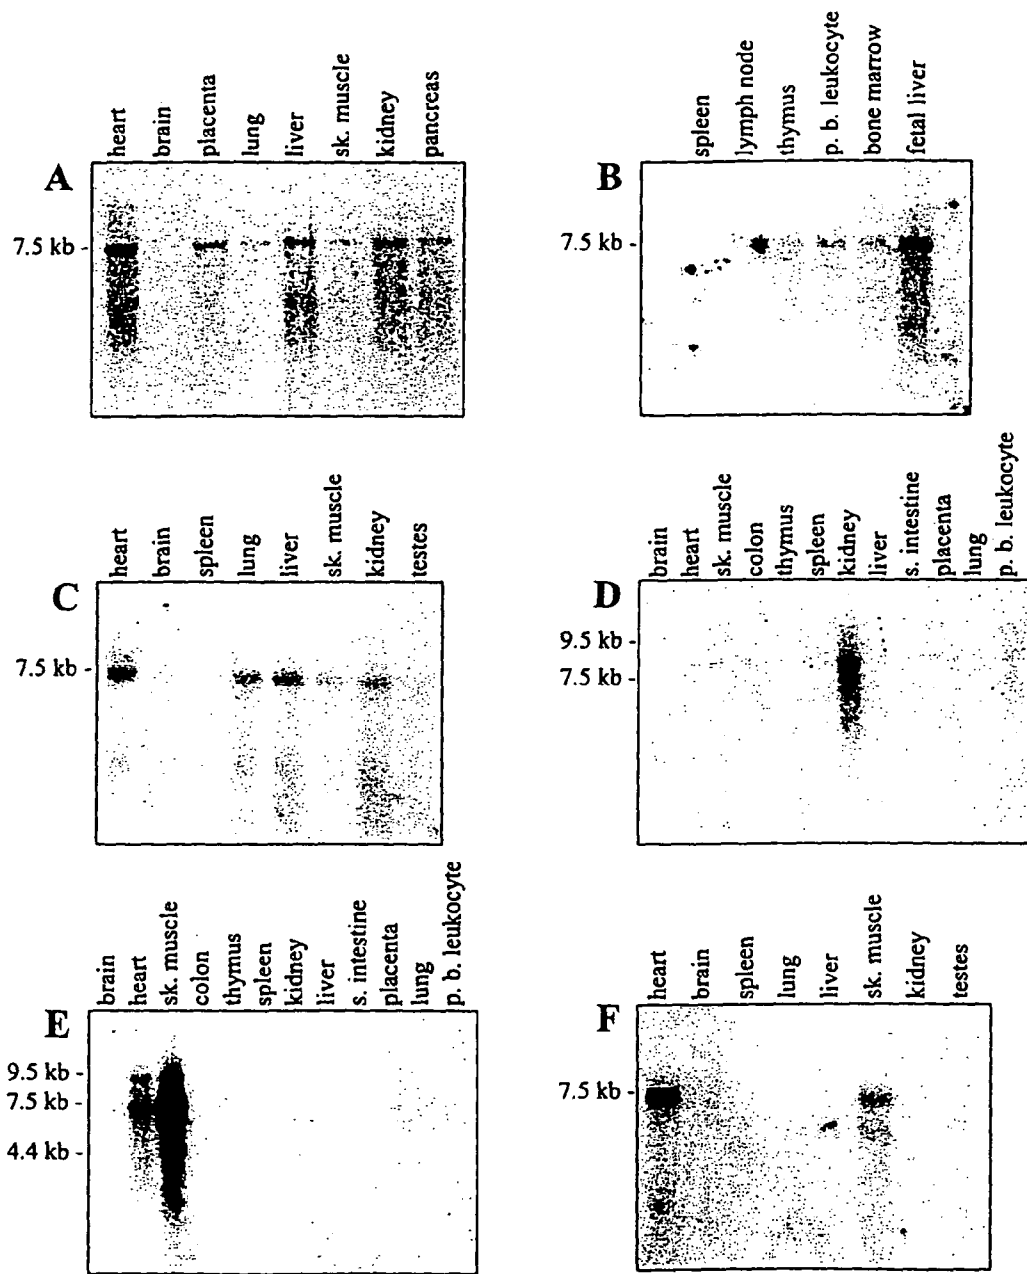 heart
brain
placenta
lung
liver
sk. muscle
kidney
pancreas
A
7.5 kb -
spleen
lymph node
thymus
p. b. leukocyte
bone marrow
fetal liver
B
7.5 kb -
heart
brain
spleen
lung
liver
sk. muscle
kidney
testes
C
7.5 kb -
brain
heart
sk. muscle
colon
thymus
spleen
kidney
liver
s. intestine
placenta
lung
p. b. leukocyte
D
9.5 kb -
7.5 kb -
brain
heart
sk. muscle
colon
thymus
spleen
kidney
liver
s. intestine
placenta
lung
p. b. leukocyte
E
9.5 kb -
7.5 kb -
4.4 kb -
heart
brain
spleen
lung
liver
sk. muscle
kidney
testes
F
7.5 kb -